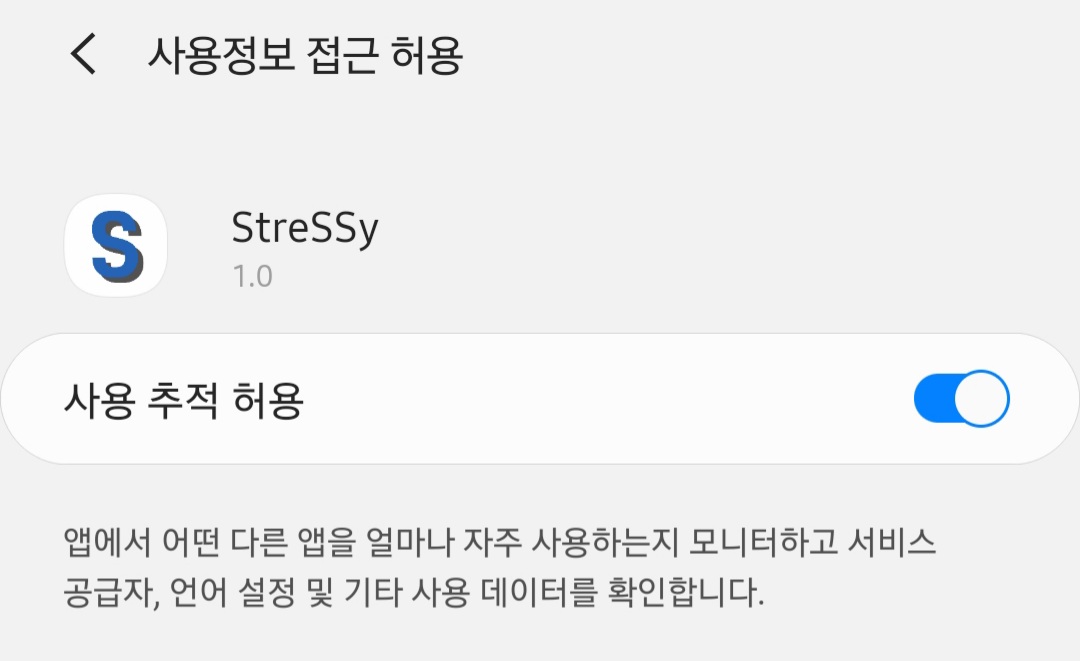 사용정보 접근 허용
S
StreSSy
1.0
사용 추적 허용
앱에서 어떤 다른 앱을 얼마나 자주 사용하는지 모니터하고 서비스
공급자, 언어 설정 및 기타 사용 데이터를 확인합니다.